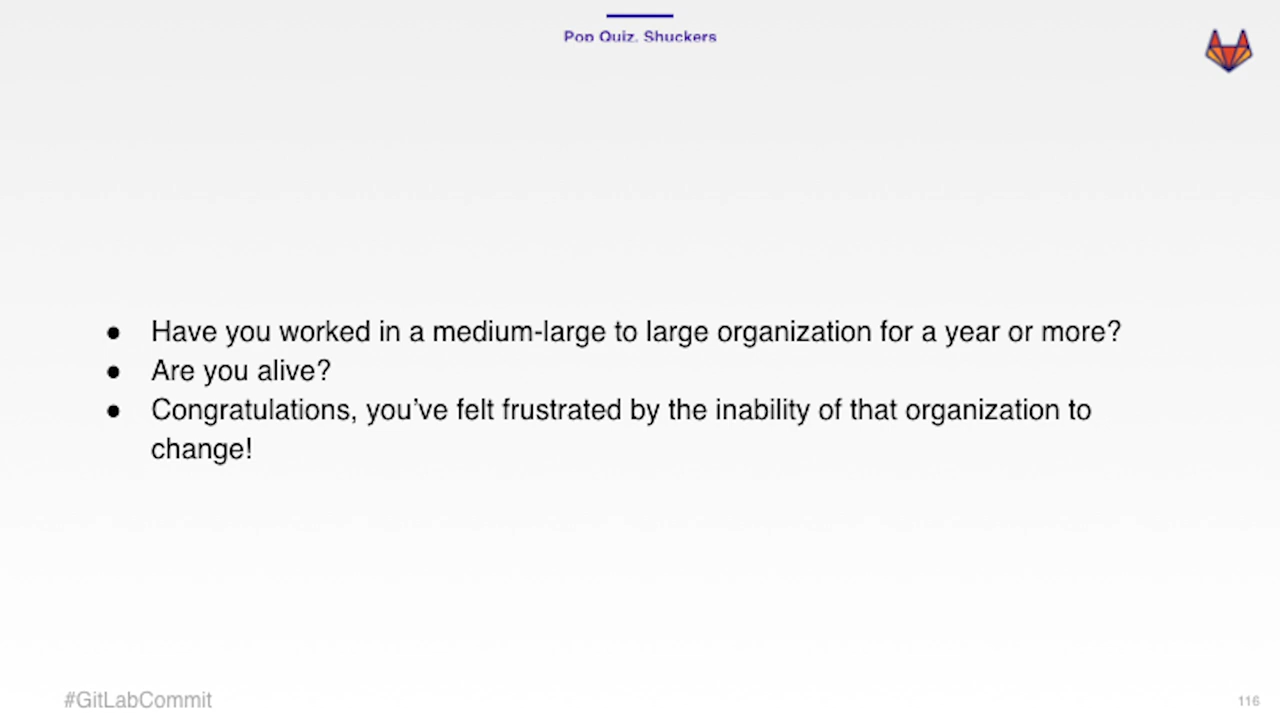 Pop Quiz, Shuckers
● Have you worked in a medium-large to large organization for a year or more?
● Are you alive?
● Congratulations, you’ve felt frustrated by the inability of that organization to
change!
#GitLabCommit
116